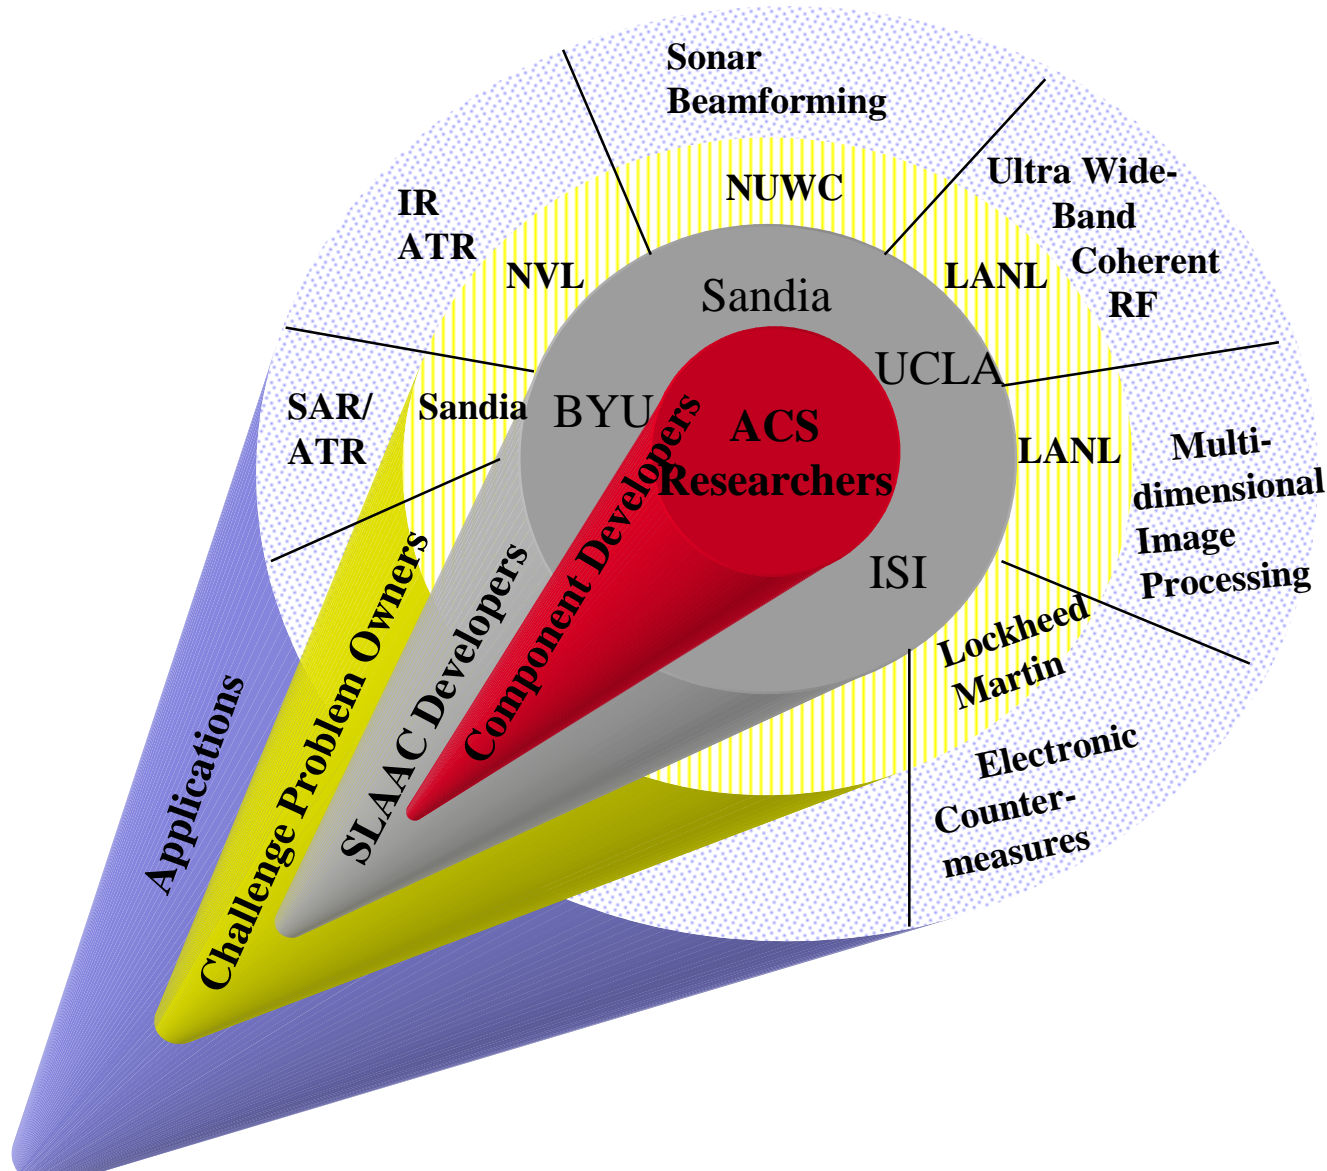 Sonar
Beamforming
NUWC
Ultra Wide-
Band
Coherent
RF
IR
ATR
NVL
LANL
Sandia
UCLA
SAR/
ATR
Sandia
BYU
ACS
Researchers
LANL
Multi-
dimensional
Image
Processing
ISI
Lockheed
Martin
Electronic
Counter-
measures
Applications
Challenge Problem Owners
SLAAC Developers
Component Developers